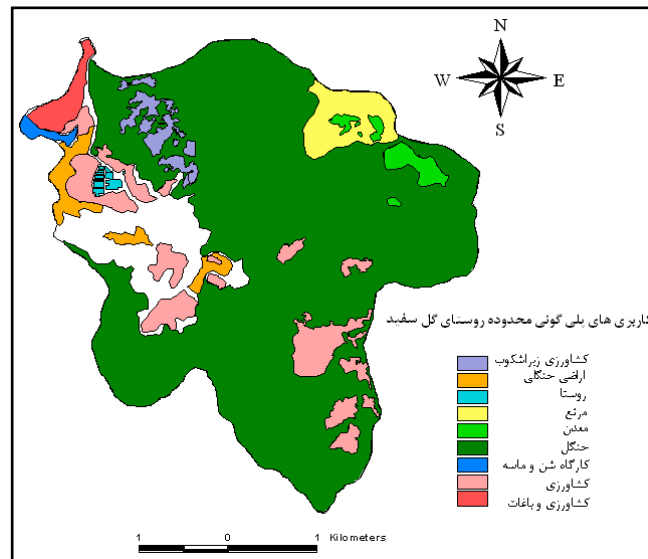 N
W E
S
کاربری های پلی گونی محدوده روستای گل سفید
کشاورزی زیراشکوب
اراضی جنگلی
روستا
مرتع
معدن
جنگل
کارگاه شن و ماسه
کشاورزی
کشاورزی و باغات
1 0 1 Kilometers